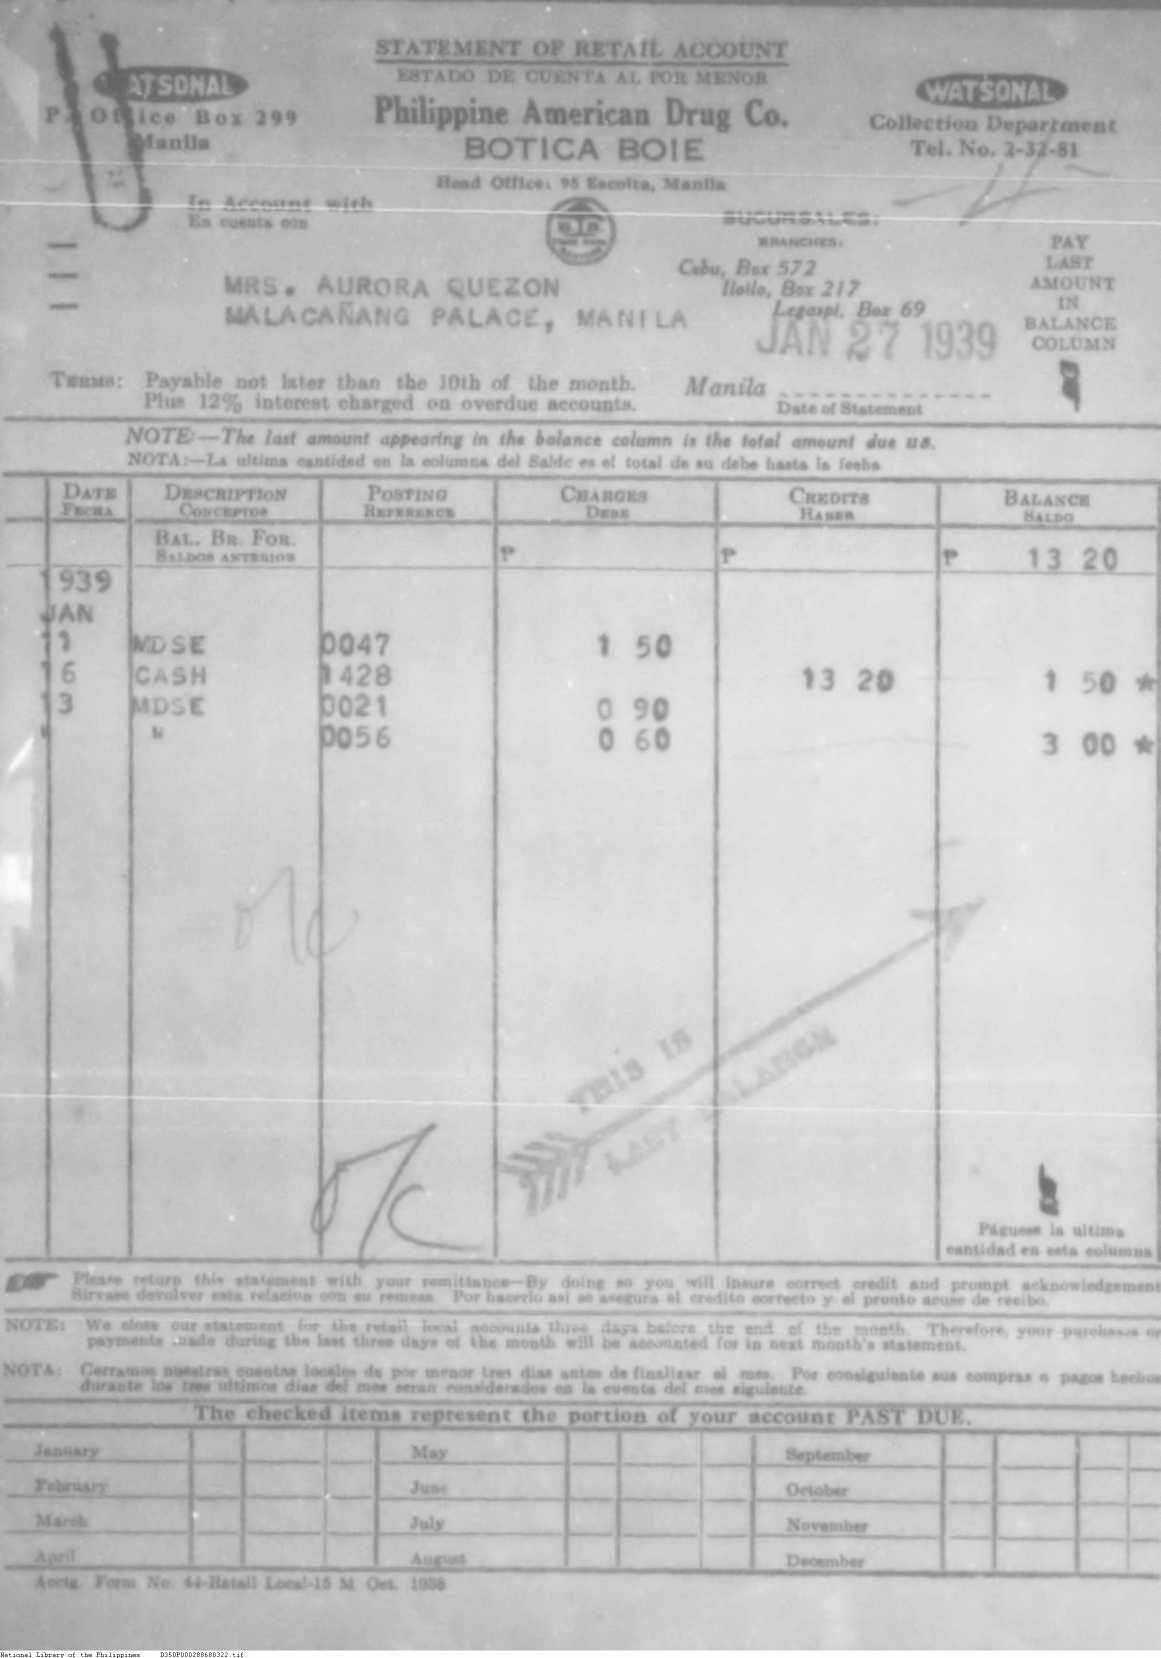 STATEMENT OF RETAIL ACCOUNT
ESTADO DE CUENTA AL POR MENOR
WATSONAL
Office Box 299
Manila
Philippine American Drug Co.
BOTICA BOIE
Head Office: 95 Escolta, Manila
WATSONAL
Collection Department
Tel. No. 2-32-81
In Account with
En cuenta con
SUCURSALES:
BRANCHES:
Cebu, Box 572
Iloilo, Box 217
Legaspi, Box 69
PAY
LAST
AMOUNT
IN
BALANCE
COLUMN
MRS. AURORA QUEZON
MALACAÑANG PALACE, MANILA
JAN 27 1939
TERMS: Payable not later than the 10th of the month.
Plus 12% interest charged on overdue accounts.
Manila
Date of Statement
NOTE:—The last amount appearing in the balance column is the total amount due us.
NOTA:—La ultima cantidad en la columna del Saldo es el total de su debe hasta la fecha
DATE DESCRIPTION POSTING CHARGES CREDITS BALANCE
FECHA CONCEPTOS REFERENCE DEBE HABER SALDO
BAL. BR. FOR.
SALDOS ANTERIOR ₱ ₱ ₱ 13 20
1939
JAN
11 MDSE 0047 1 50
16 CASH 1428 13 20 1 50 ★
13 MDSE 0021 0 90
" " 0056 0 60 3 00 ★
THIS IS
LAST BALANCE
o/c
o/c
Páguese la ultima
cantidad en esta columna
Please return this statement with your remittance—By doing so you will insure correct credit and prompt acknowledgement
Sirvase devolver esta relacion con su remesa. Por hacerlo asi se asegura el credito correcto y el pronto acuse de recibo.
NOTE: We close our statement for the retail local accounts three days before the end of the month. Therefore, your purchases or
payments made during the last three days of the month will be accounted for in next month's statement.
NOTA: Cerramos nuestras cuentas locales de por menor tres dias antes de finalizar el mes. Por consiguiente sus compras o pagos hechos
durante los tres ultimos dias del mes seran considerados en la cuenta del mes siguiente.
The checked items represent the portion of your account PAST DUE.
January May September
February June October
March July November
April August December
Acctg. Form No. 44-Retail Local-15 M Oct. 1938
National Library of the Philippines D350P000288680322.tif